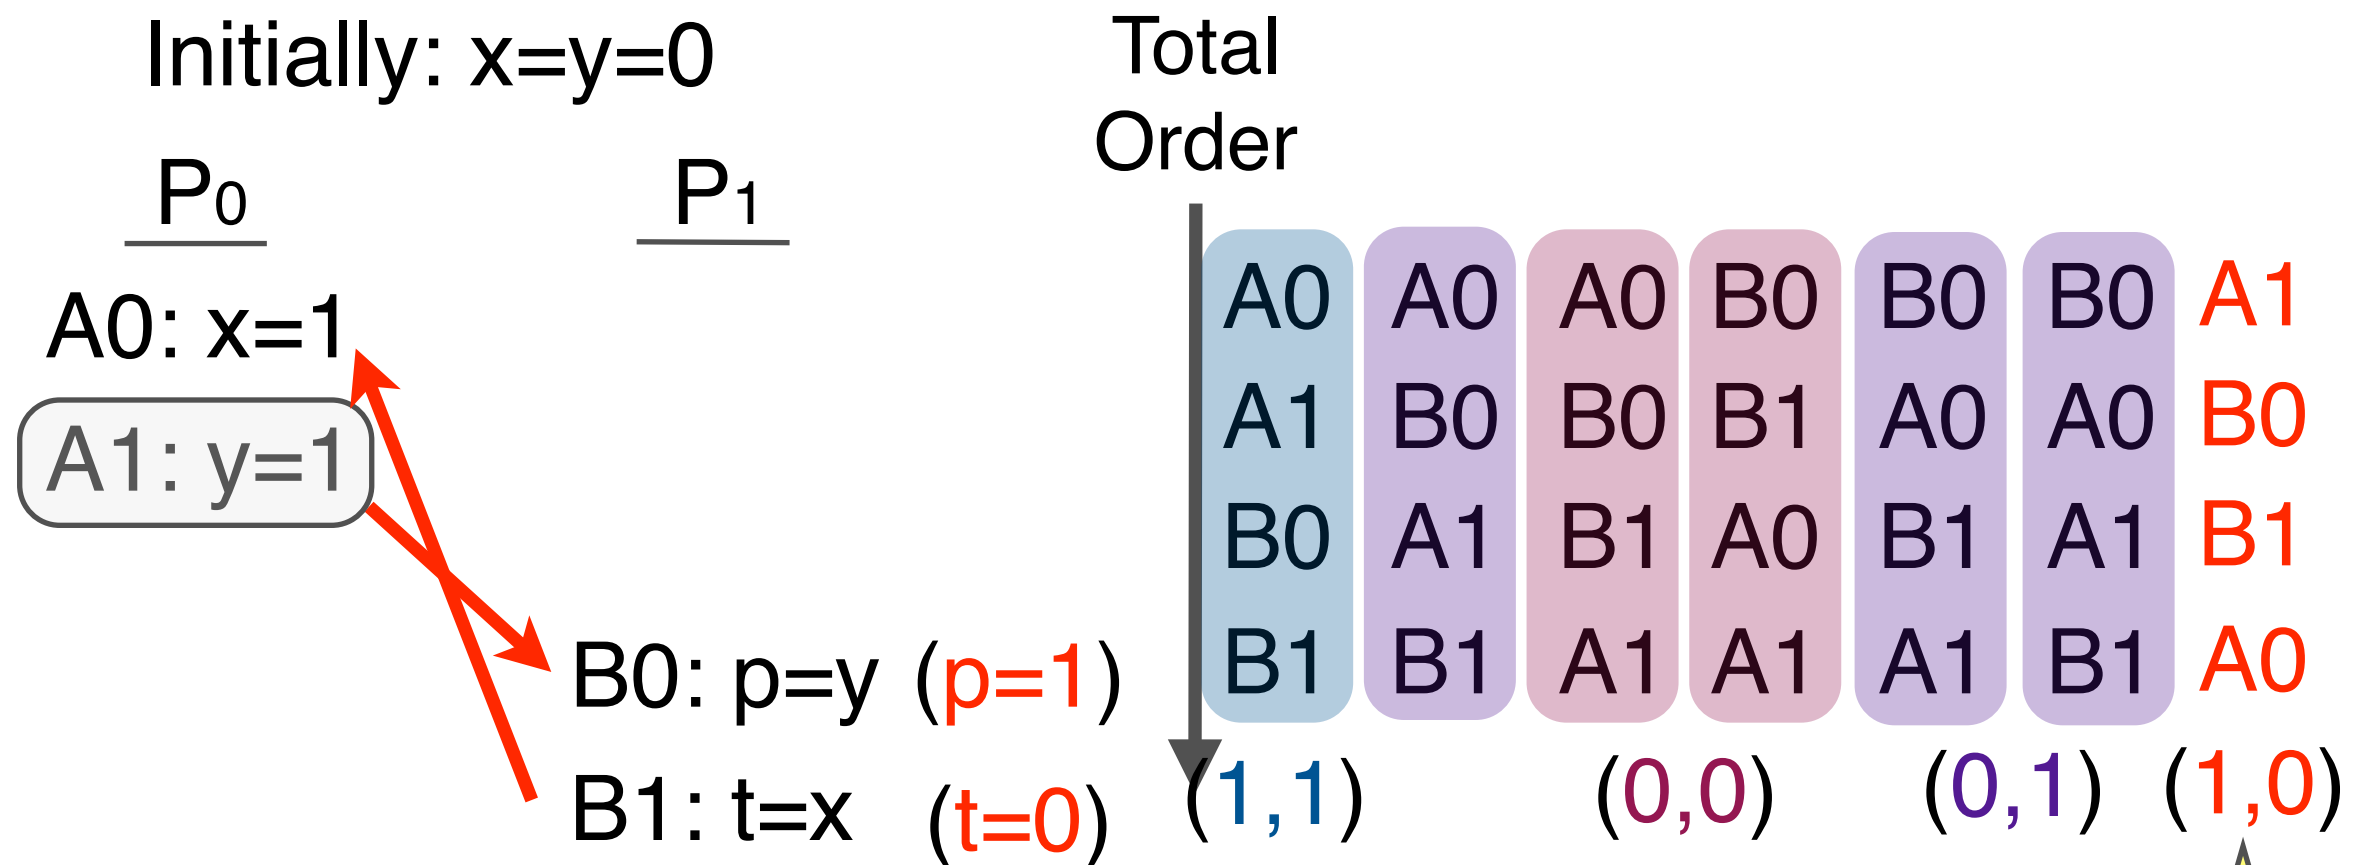 Initially: x=y=0
Total
Order
P0 P1
A0: x=1
A1: y=1
B0: p=y (p=1)
B1: t=x (t=0)
A0 A0 A0 B0 B0 B0 A1
A1 B0 B0 B1 A0 A0 B0
B0 A1 B1 A0 B1 A1 B1
B1 B1 A1 A1 A1 B1 A0
(1,1) (0,0) (0,1) (1,0)